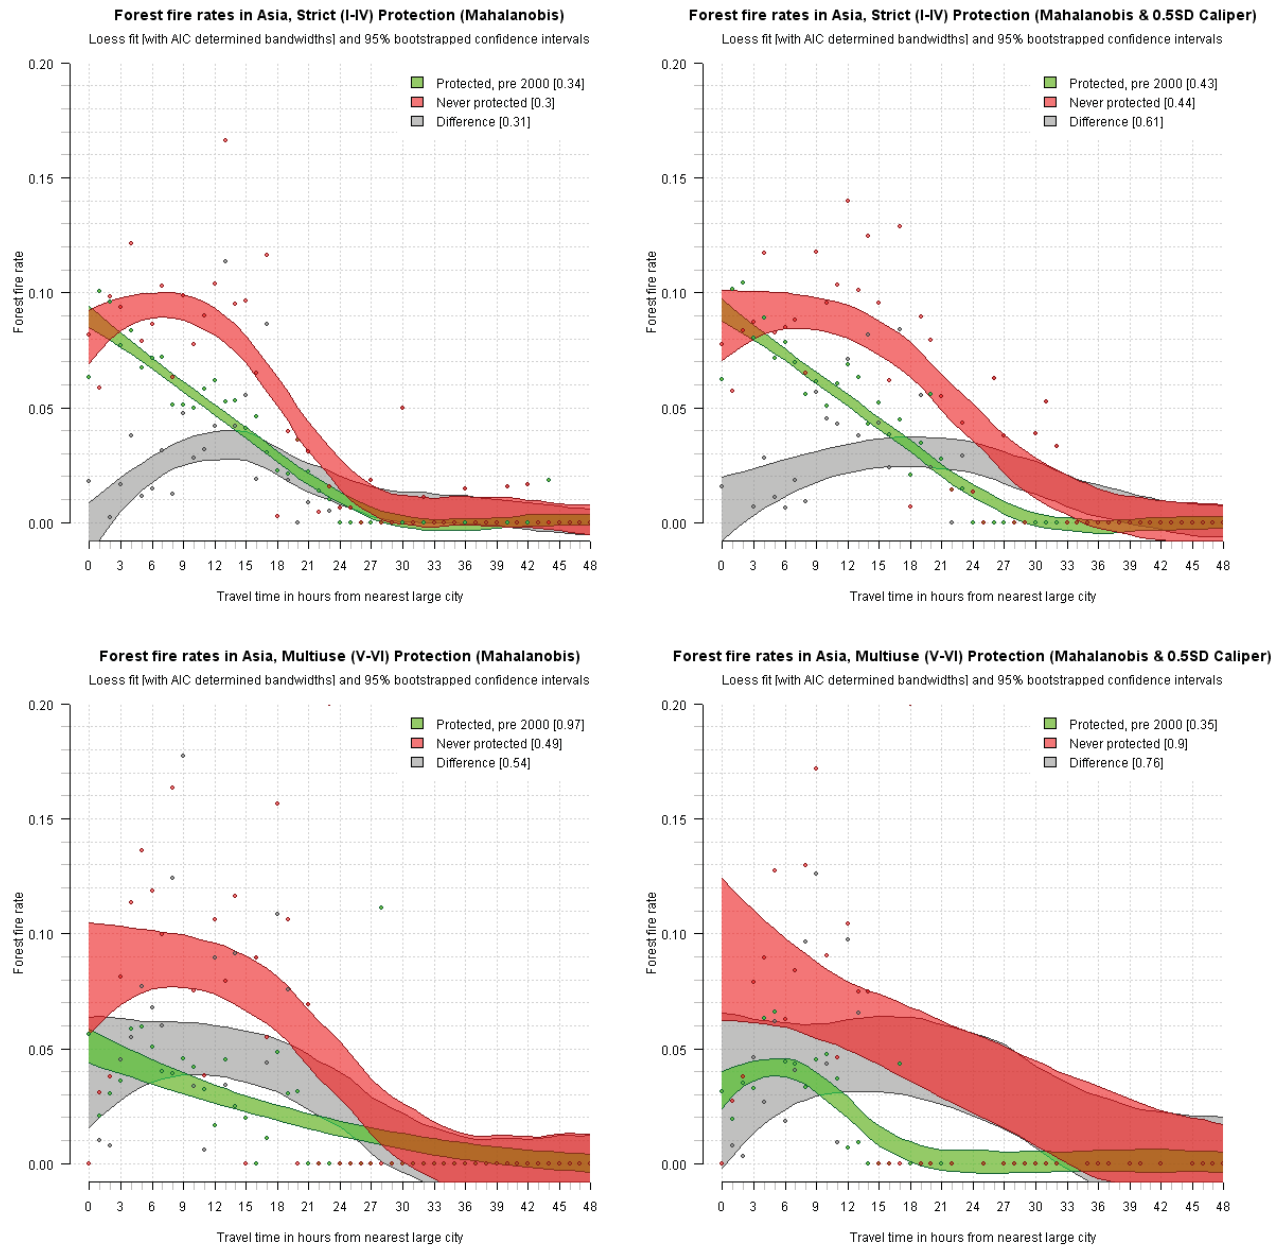 Forest fire rates in Asia, Strict (I-IV) Protection (Mahalanobis)
Loess fit [with AIC determined bandwidths] and 95% bootstrapped confidence intervals
0.20
0.15
0.10
0.05
0.00
Forest fire rate
Protected, pre 2000 [0.34]
Never protected [0.3]
Difference [0.31]
0 3 6 9 12 15 18 21 24 27 30 33 36 39 42 45 48
Travel time in hours from nearest large city
Forest fire rates in Asia, Strict (I-IV) Protection (Mahalanobis & 0.5SD Caliper)
Loess fit [with AIC determined bandwidths] and 95% bootstrapped confidence intervals
0.20
0.15
0.10
0.05
0.00
Forest fire rate
Protected, pre 2000 [0.43]
Never protected [0.44]
Difference [0.61]
0 3 6 9 12 15 18 21 24 27 30 33 36 39 42 45 48
Travel time in hours from nearest large city
Forest fire rates in Asia, Multiuse (V-VI) Protection (Mahalanobis)
Loess fit [with AIC determined bandwidths] and 95% bootstrapped confidence intervals
0.20
0.15
0.10
0.05
0.00
Forest fire rate
Protected, pre 2000 [0.97]
Never protected [0.49]
Difference [0.54]
0 3 6 9 12 15 18 21 24 27 30 33 36 39 42 45 48
Travel time in hours from nearest large city
Forest fire rates in Asia, Multiuse (V-VI) Protection (Mahalanobis & 0.5SD Caliper)
Loess fit [with AIC determined bandwidths] and 95% bootstrapped confidence intervals
0.20
0.15
0.10
0.05
0.00
Forest fire rate
Protected, pre 2000 [0.35]
Never protected [0.9]
Difference [0.76]
0 3 6 9 12 15 18 21 24 27 30 33 36 39 42 45 48
Travel time in hours from nearest large city